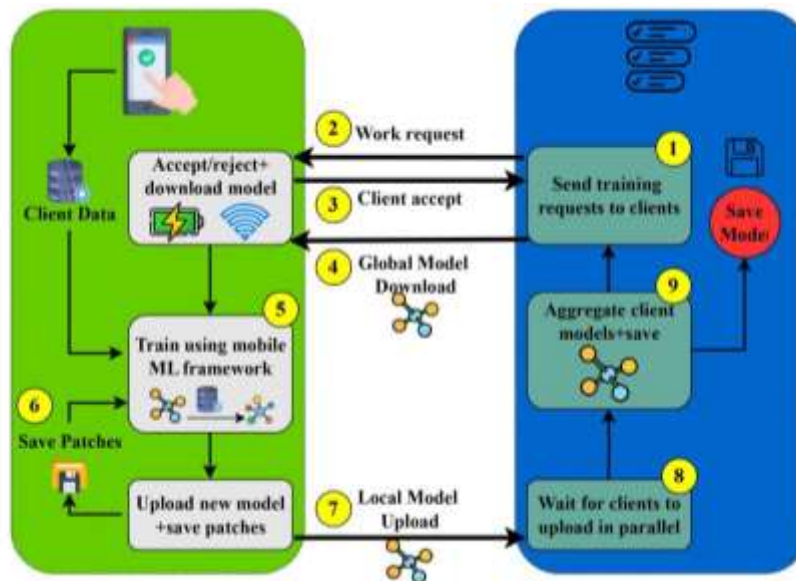 2
Work request
1
Accept/reject+
download model
Send training
requests to clients
3
Client accept
Client Data
Save
Mode
4
Global Model
Download
5
9
Train using mobile
ML framework
Aggregate client
models+save
6
Save Patches
7
Local Model
Upload
8
Upload new model
+save patches
Wait for clients to
upload in parallel